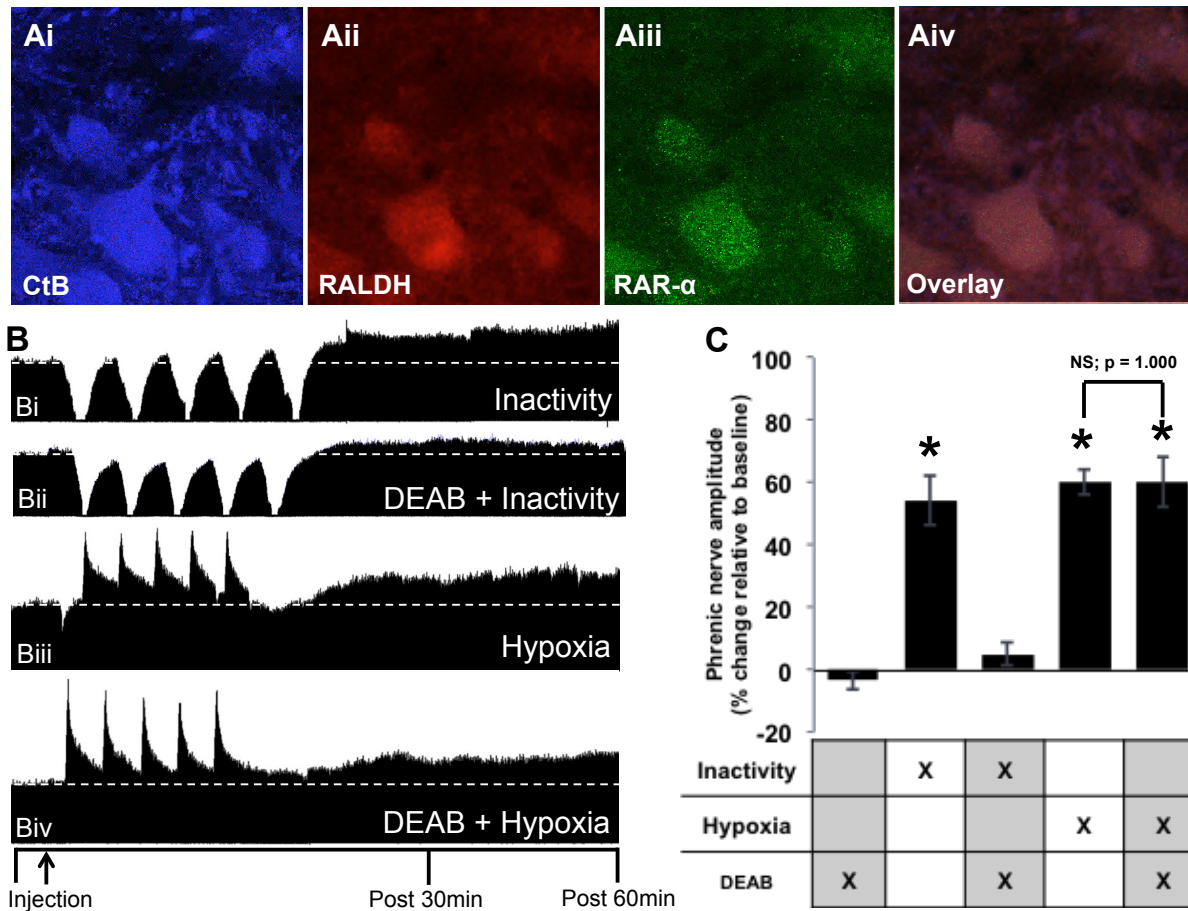 Ai
CtB
Aii
RALDH
Aiii
RAR-α
Aiv
Overlay
B
Bi
Inactivity
Bii
DEAB + Inactivity
Biii
Hypoxia
Biv
DEAB + Hypoxia
Injection
Post 30min
Post 60min
C
Phrenic nerve amplitude
(% change relative to baseline)
100
80
60
40
20
0
-20
NS; p = 1.000
*
*
*
Inactivity X X
Hypoxia X X
DEAB X X X